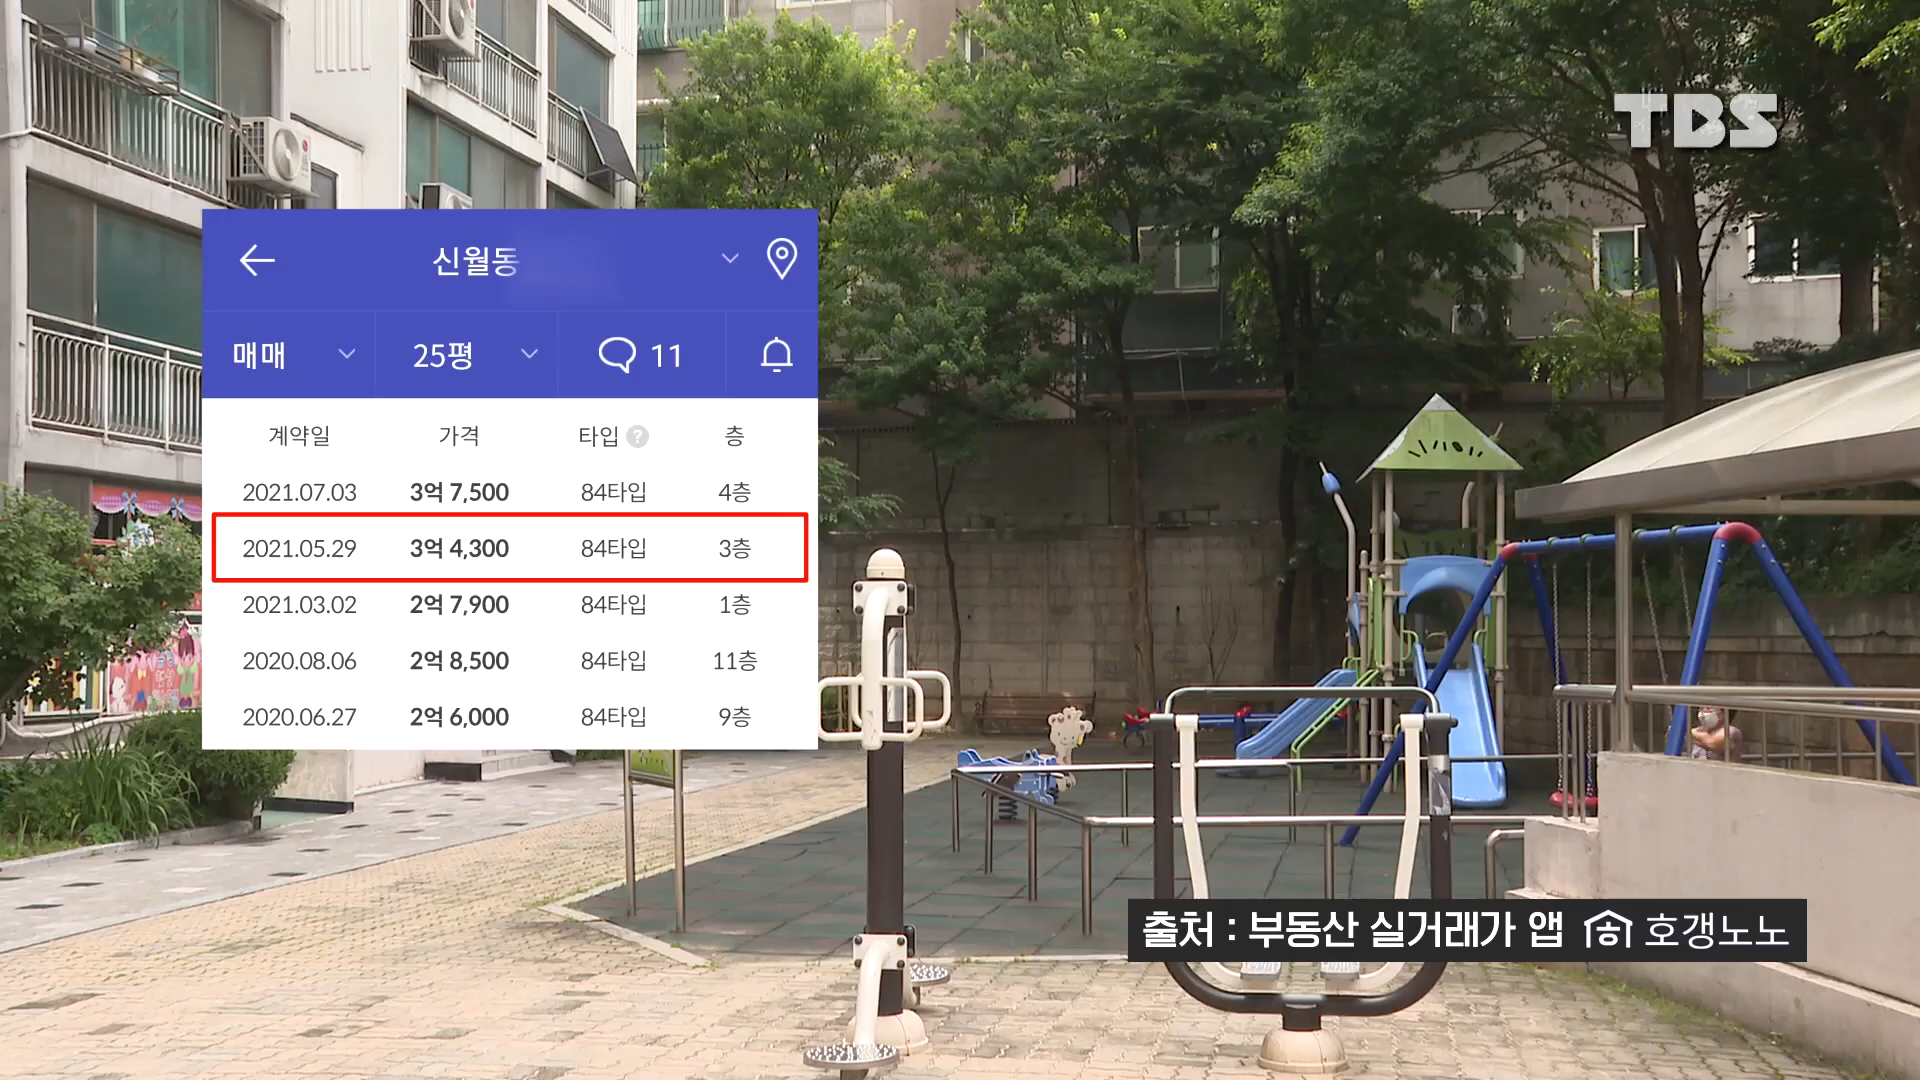 TBS
신월동
매매 25평 11
계약일 가격 타입 ? 층
2021.07.03 3억 7,500 84타입 4층
2021.05.29 3억 4,300 84타입 3층
2021.03.02 2억 7,900 84타입 1층
2020.08.06 2억 8,500 84타입 11층
2020.06.27 2억 6,000 84타입 9층
출처 : 부동산 실거래가 앱 호갱노노